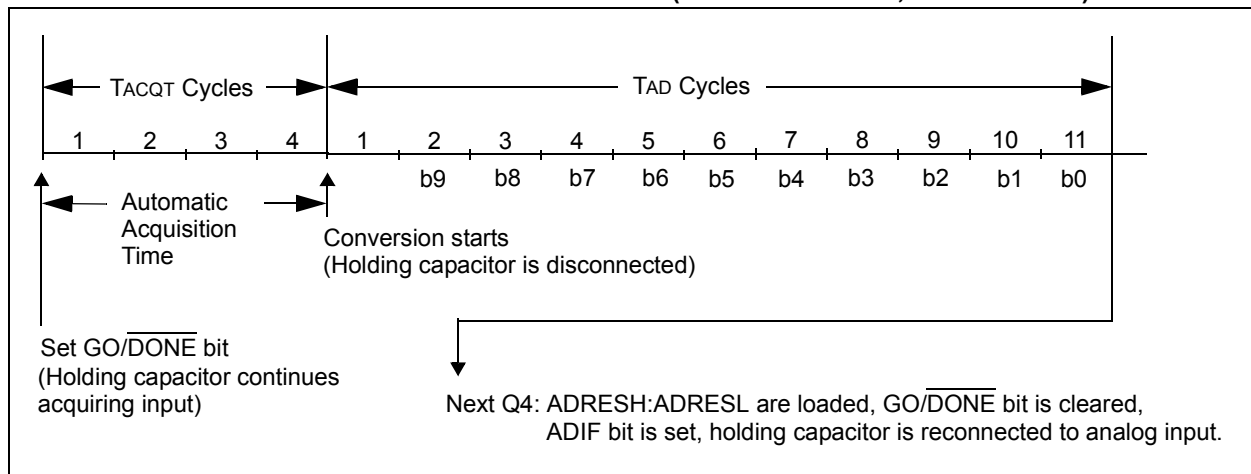 TACQT Cycles TAD Cycles
1 2 3 4 1 2 3 4 5 6 7 8 9 10 11
b9 b8 b7 b6 b5 b4 b3 b2 b1 b0
Automatic
Acquisition
Time
Conversion starts
(Holding capacitor is disconnected)
Set GO/DONE bit
(Holding capacitor continues
acquiring input)
Next Q4: ADRESH:ADRESL are loaded, GO/DONE bit is cleared,
ADIF bit is set, holding capacitor is reconnected to analog input.